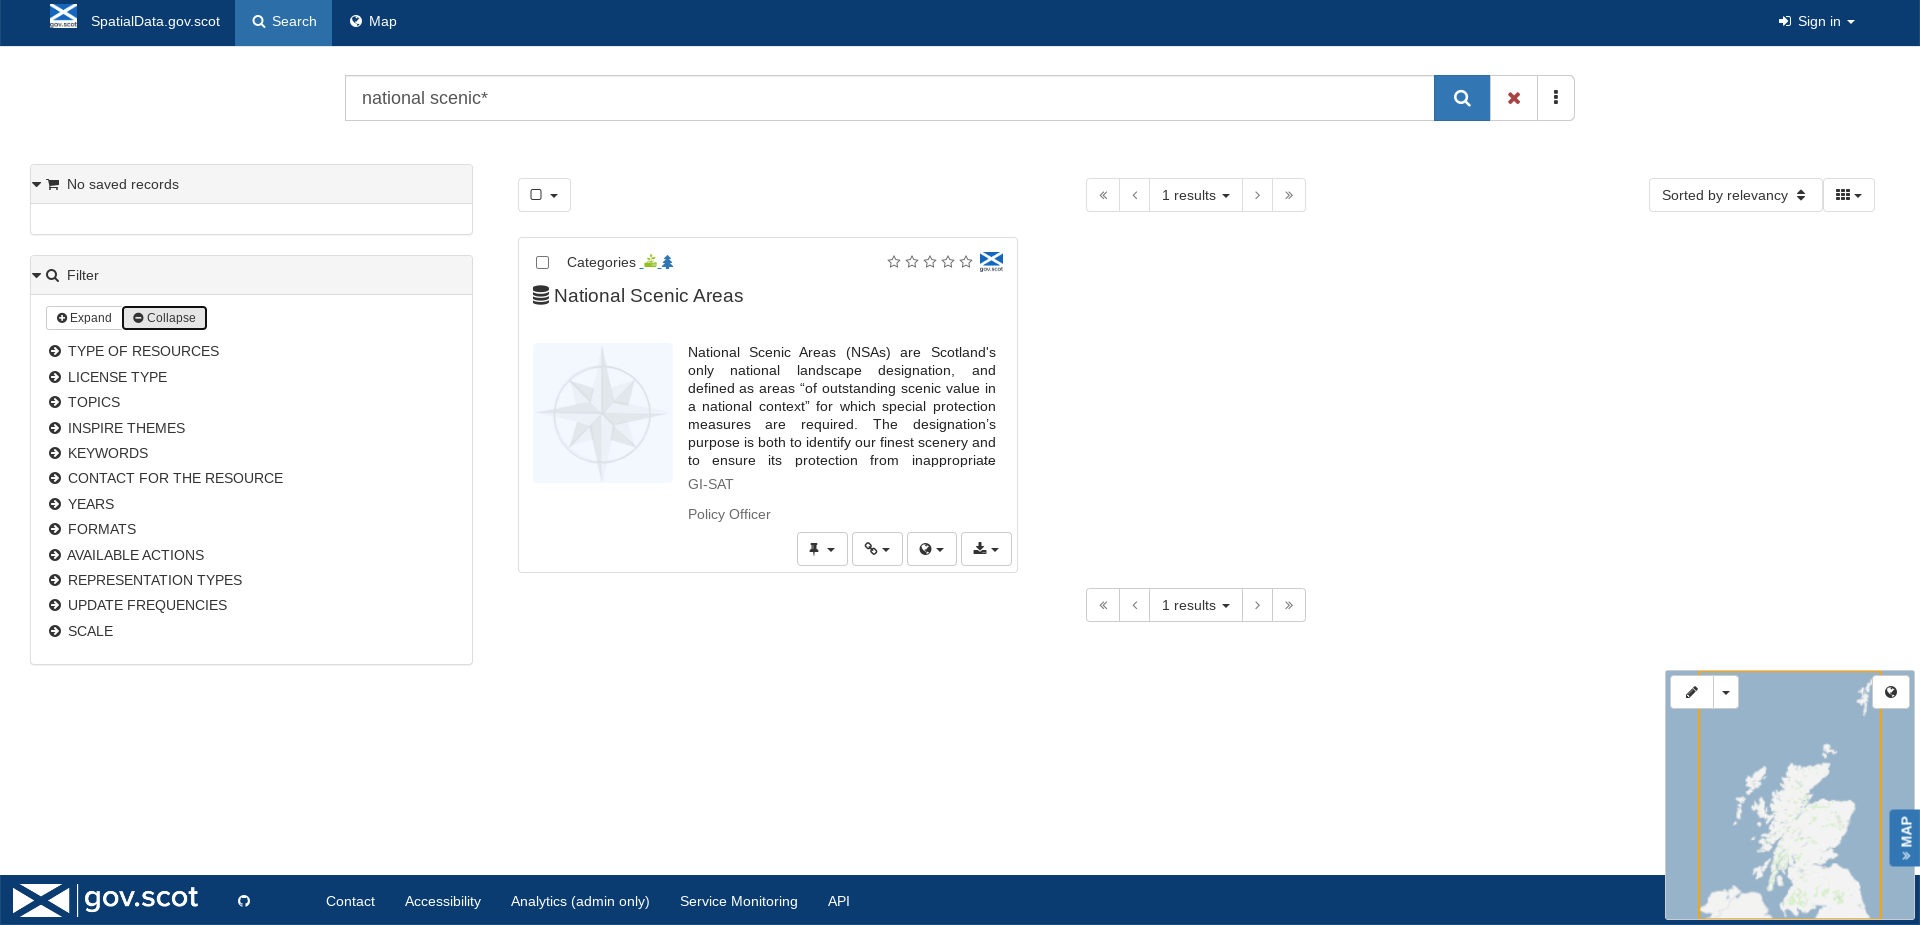 gov.scot
SpatialData.gov.scot
Search
Map
Sign in
national scenic*
No saved records
1 results
Sorted by relevancy
Filter
Expand
Collapse
TYPE OF RESOURCES
LICENSE TYPE
TOPICS
INSPIRE THEMES
KEYWORDS
CONTACT FOR THE RESOURCE
YEARS
FORMATS
AVAILABLE ACTIONS
REPRESENTATION TYPES
UPDATE FREQUENCIES
SCALE
Categories
gov.scot
National Scenic Areas
National Scenic Areas (NSAs) are Scotland's
only national landscape designation, and
defined as areas “of outstanding scenic value in
a national context” for which special protection
measures are required. The designation’s
purpose is both to identify our finest scenery and
to ensure its protection from inappropriate
GI-SAT
Policy Officer
1 results
MAP
gov.scot
Contact
Accessibility
Analytics (admin only)
Service Monitoring
API